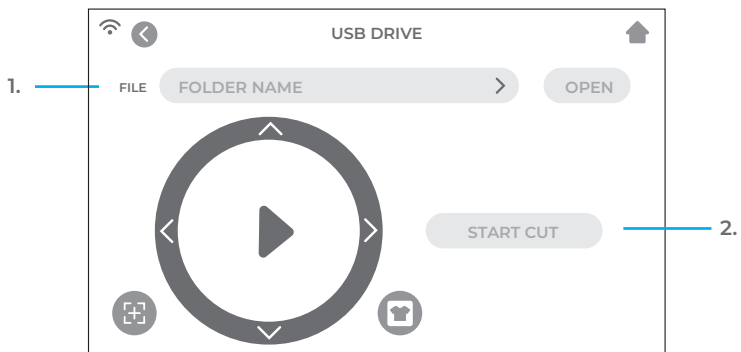 USB DRIVE
1. FILE FOLDER NAME OPEN
START CUT 2.